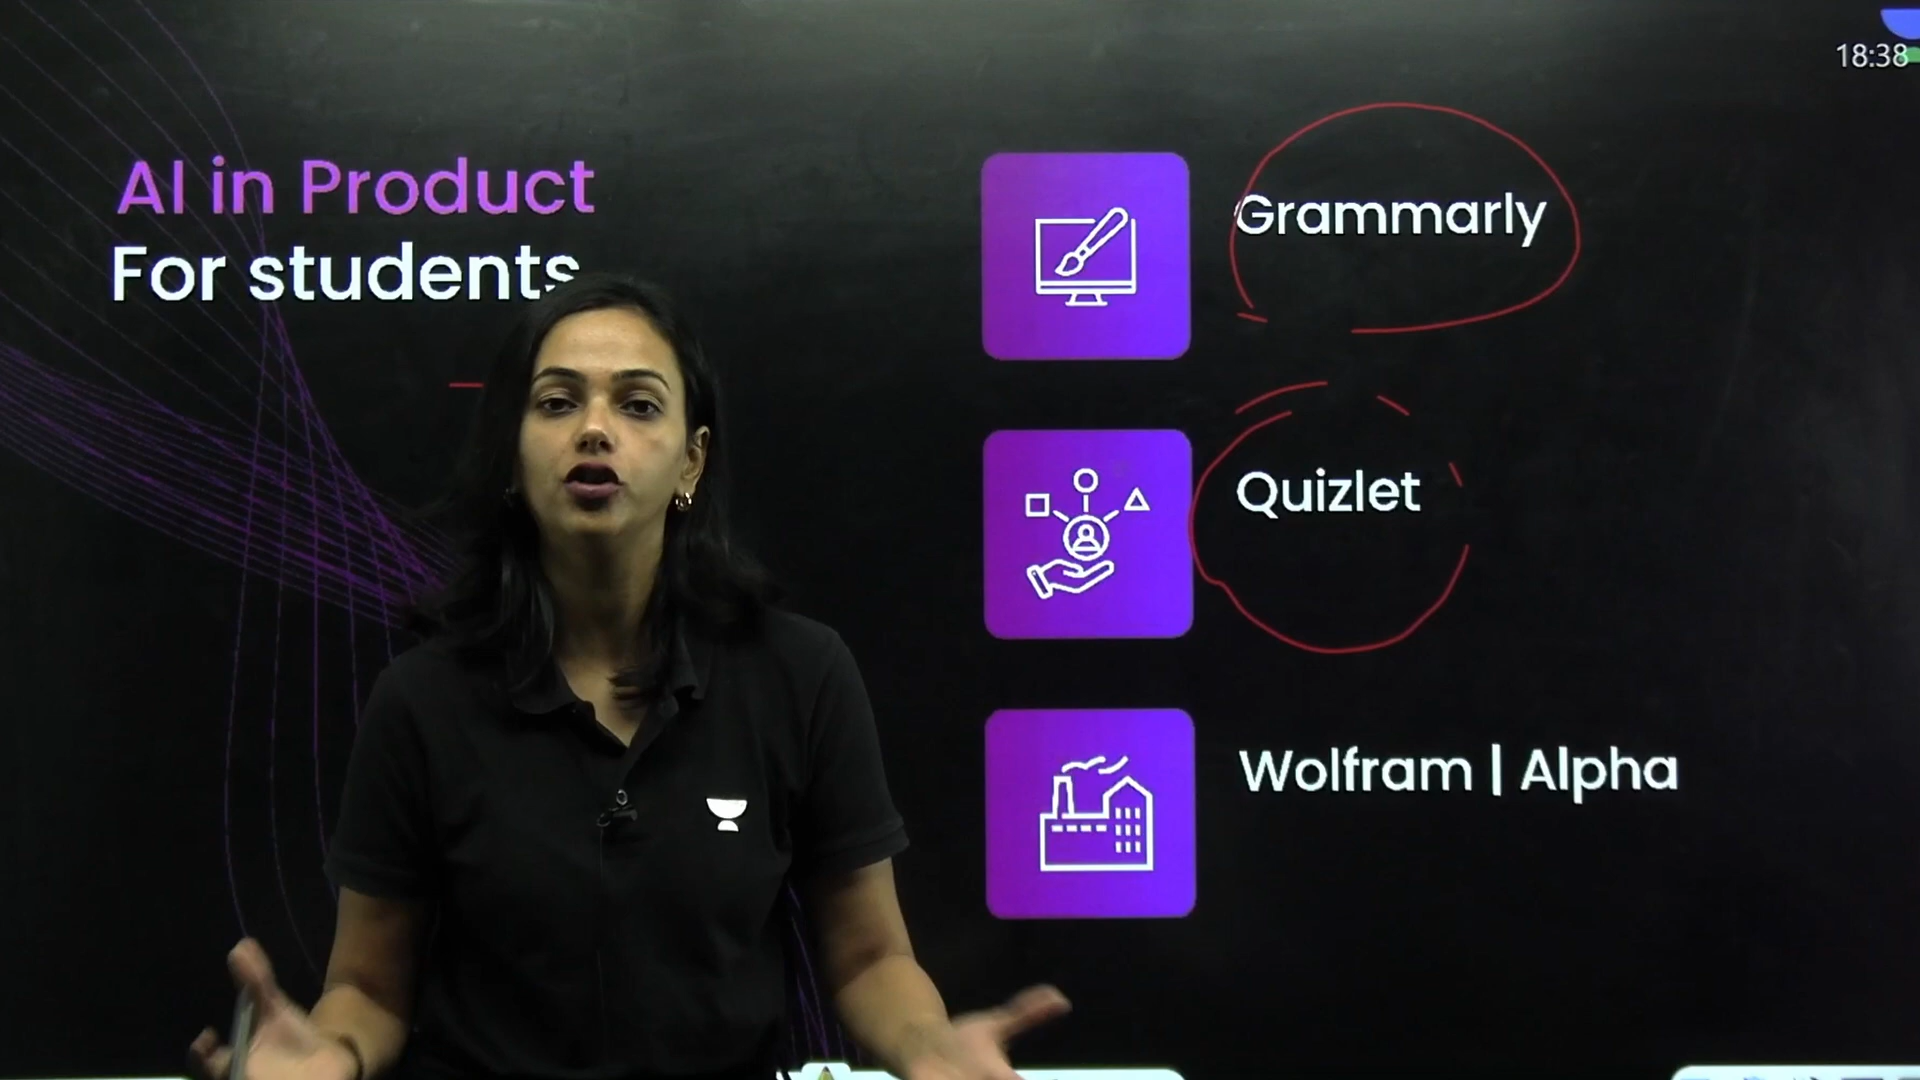 18:38
AI in Product
For students
Grammarly
Quizlet
Wolfram | Alpha